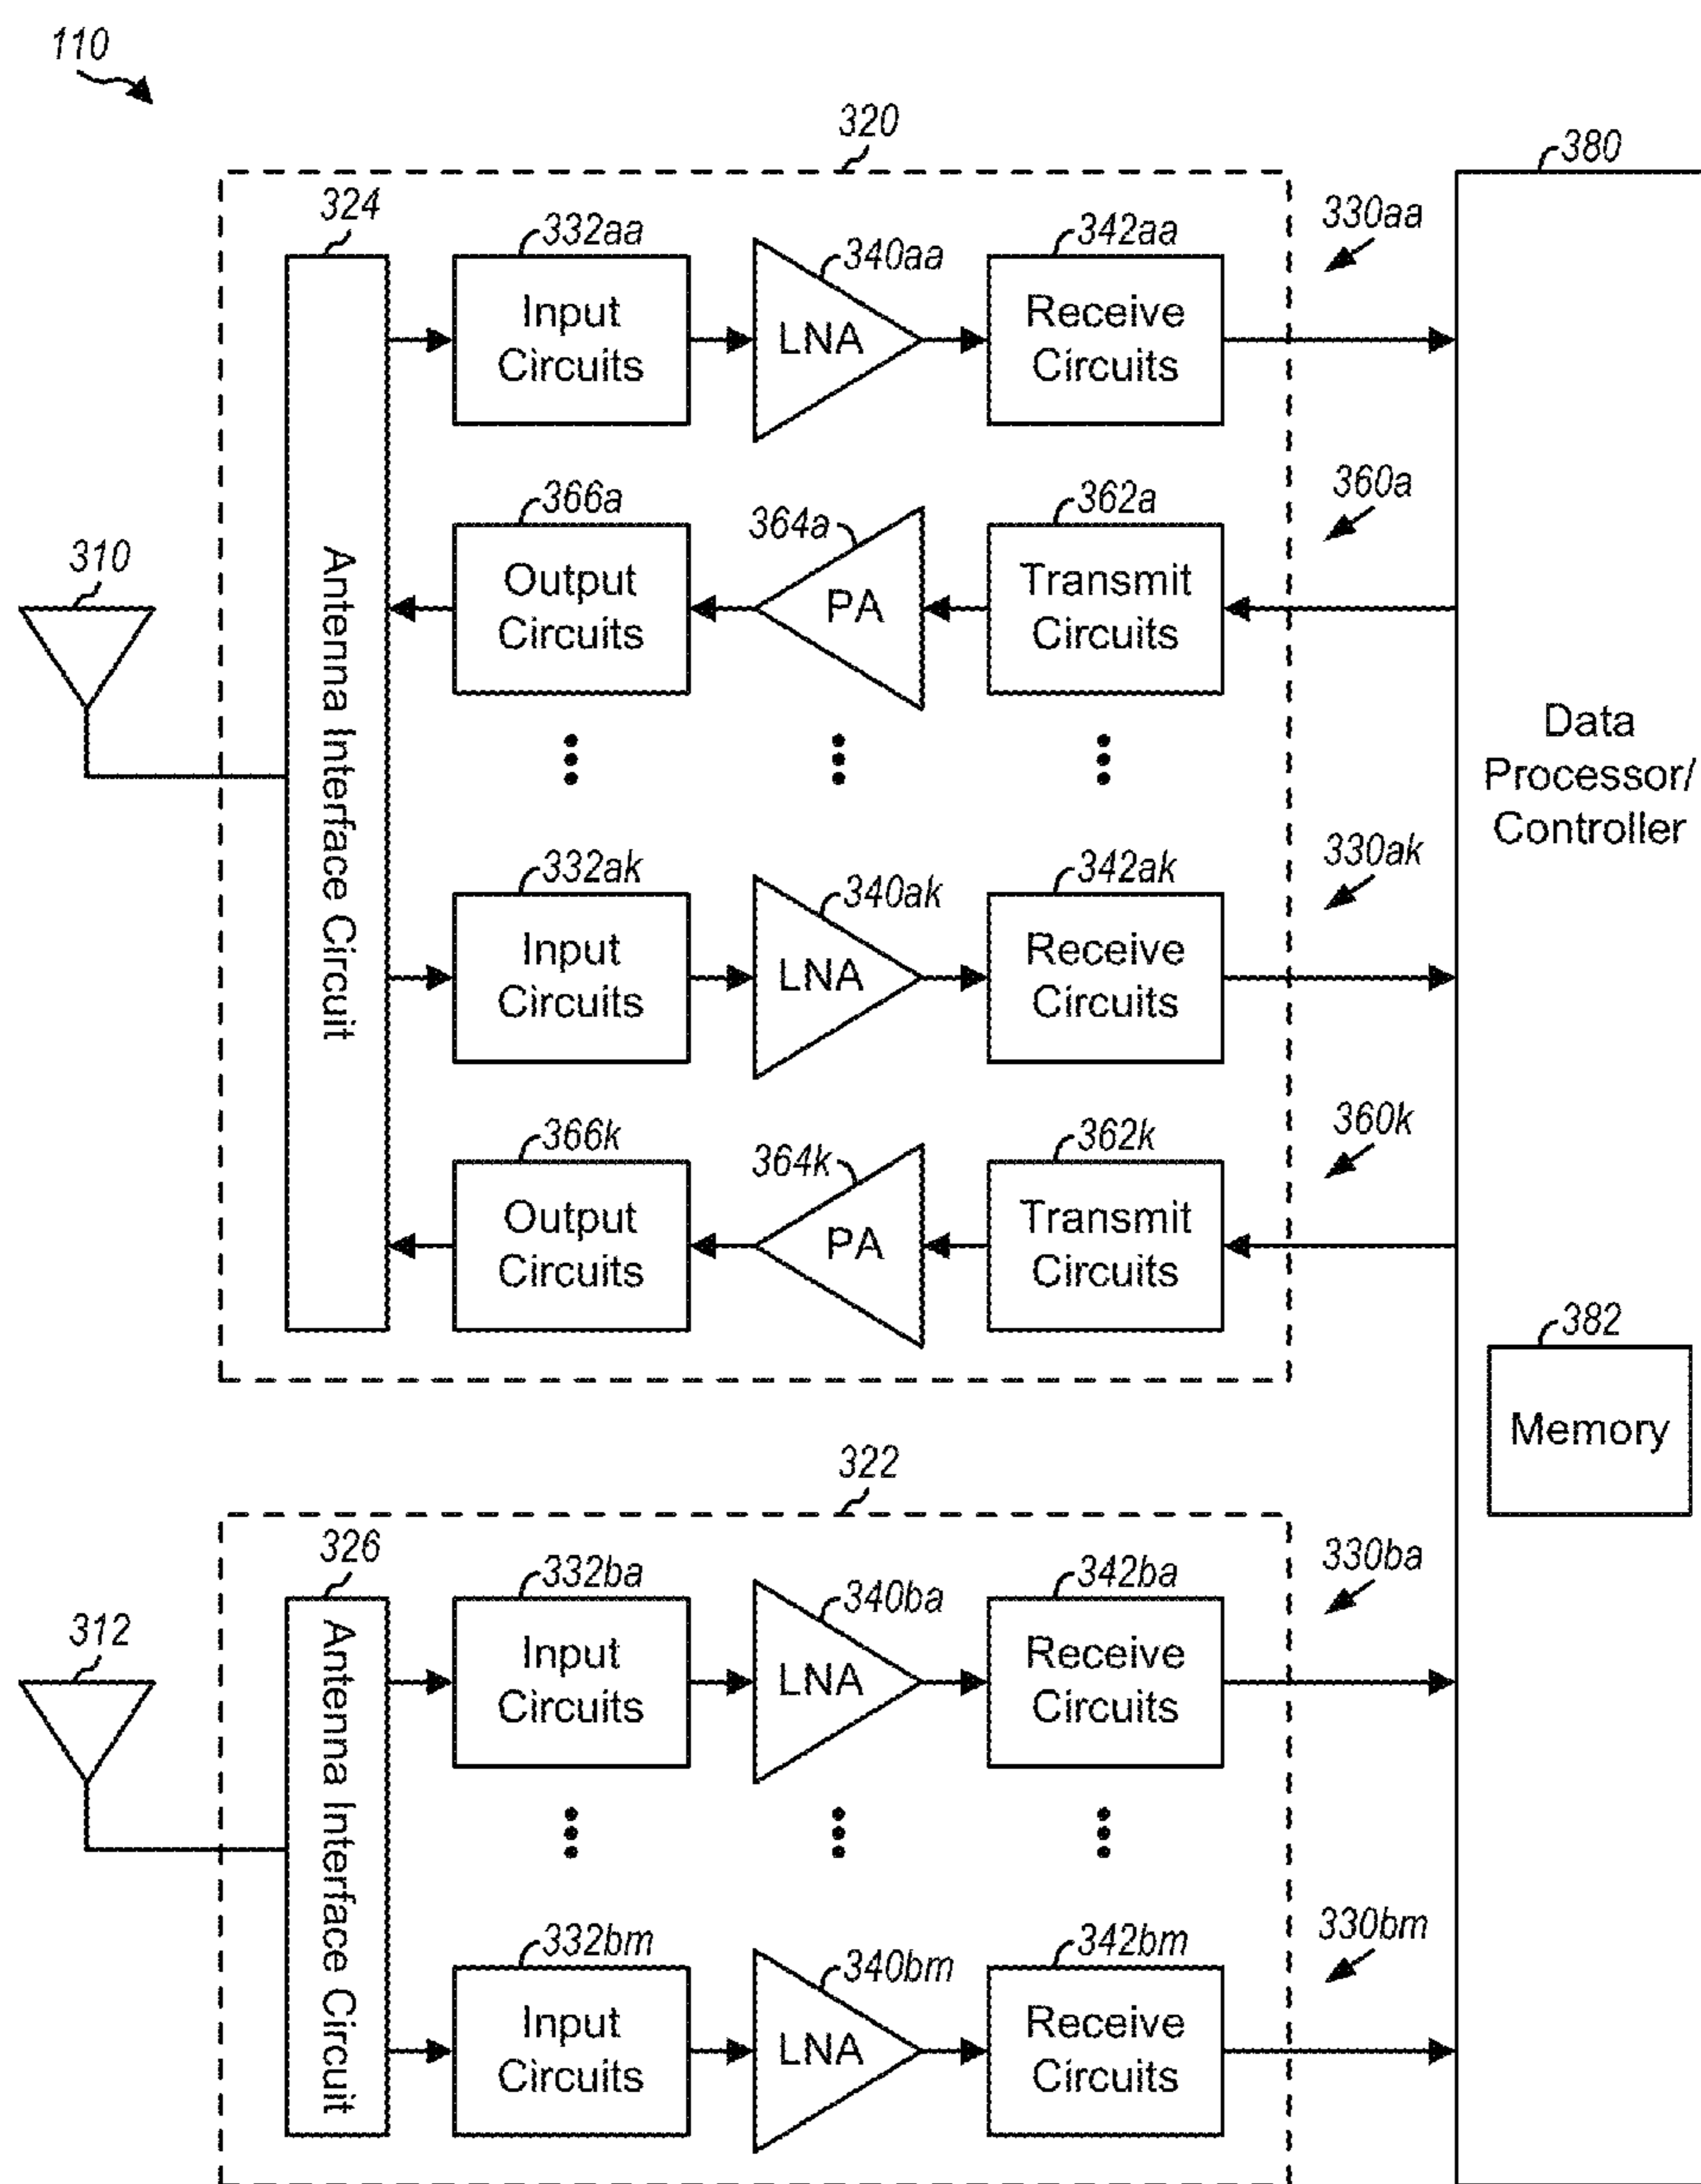 110
320
380
324
332aa
340aa
342aa
330aa
Input
Circuits
LNA
Receive
Circuits
366a
364a
362a
360a
310
Output
Circuits
PA
Transmit
Circuits
Antenna Interface Circuit
Data
Processor/
Controller
332ak
340ak
342ak
330ak
Input
Circuits
LNA
Receive
Circuits
366k
364k
362k
360k
Output
Circuits
PA
Transmit
Circuits
382
Memory
322
326
332ba
340ba
342ba
330ba
312
Input
Circuits
LNA
Receive
Circuits
Antenna Interface Circuit
332bm
340bm
342bm
330bm
Input
Circuits
LNA
Receive
Circuits